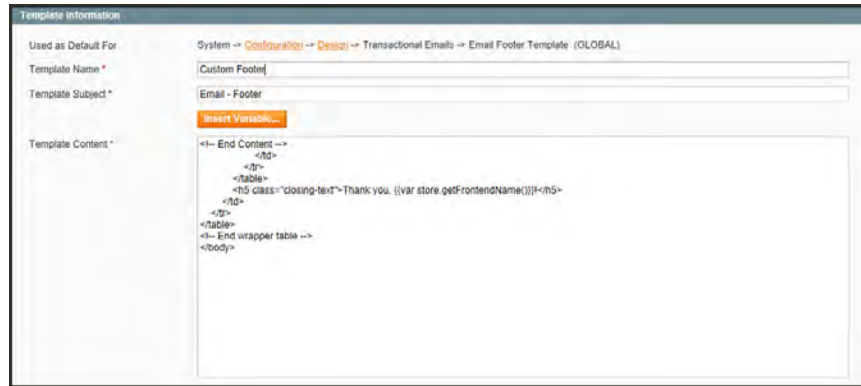 Template Information
Used as Default For System -> Configuration -> Design -> Transactional Emails -> Email Footer Template (GLOBAL)
Template Name * Custom Footer
Template Subject * Email - Footer
Insert Variable...
Template Content * <!-- End Content -->
</td>
</tr>
</table>
<h5 class="closing-text">Thank you, {{var store.getFrontendName()}}!</h5>
</td>
</tr>
</table>
<!-- End wrapper table -->
</body>